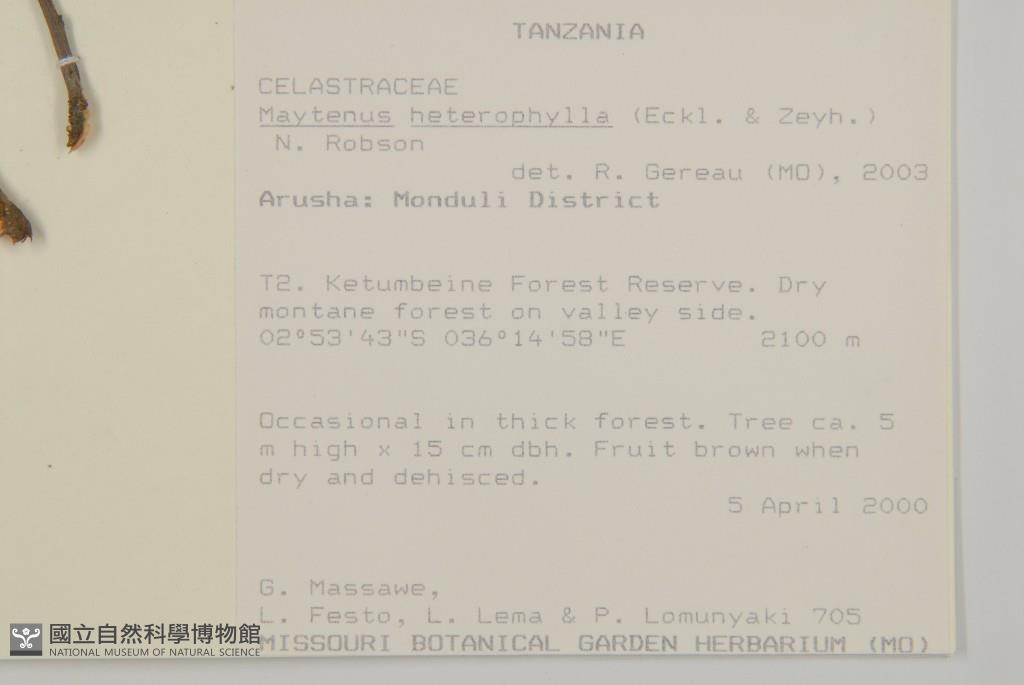 TANZANIA
CELASTRACEAE
Maytenus heterophylla (Eckl. & Zeyh.)
N. Robson
det. R. Gereau (MO), 2003
Arusha: Monduli District
T2. Ketumbeine Forest Reserve. Dry
montane forest on valley side.
02°53'43"S 036°14'58"E 2100 m
Occasional in thick forest. Tree ca. 5
m high x 15 cm dbh. Fruit brown when
dry and dehisced.
5 April 2000
G. Massawe,
L. Festo, L. Lema & P. Lomunyaki 705
MISSOURI BOTANICAL GARDEN HERBARIUM (MO)
國立自然科學博物館
NATIONAL MUSEUM OF NATURAL SCIENCE